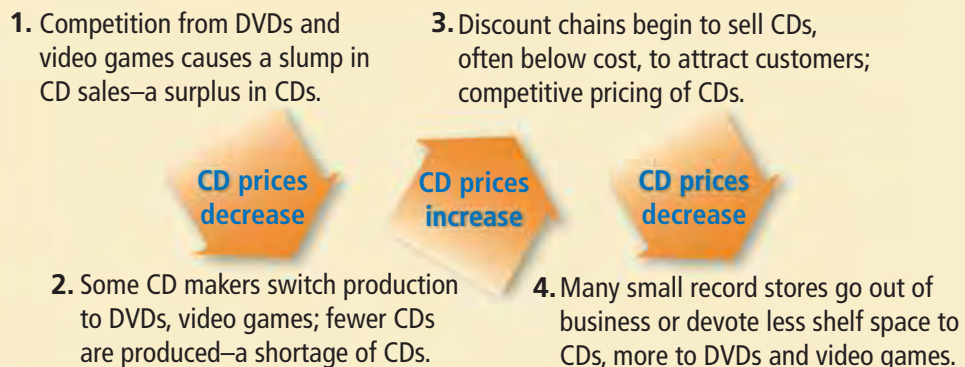 1. Competition from DVDs and
video games causes a slump in
CD sales–a surplus in CDs.
CD prices
decrease
2. Some CD makers switch production
to DVDs, video games; fewer CDs
are produced–a shortage of CDs.
CD prices
increase
3. Discount chains begin to sell CDs,
often below cost, to attract customers;
competitive pricing of CDs.
CD prices
decrease
4. Many small record stores go out of
business or devote less shelf space to
CDs, more to DVDs and video games.